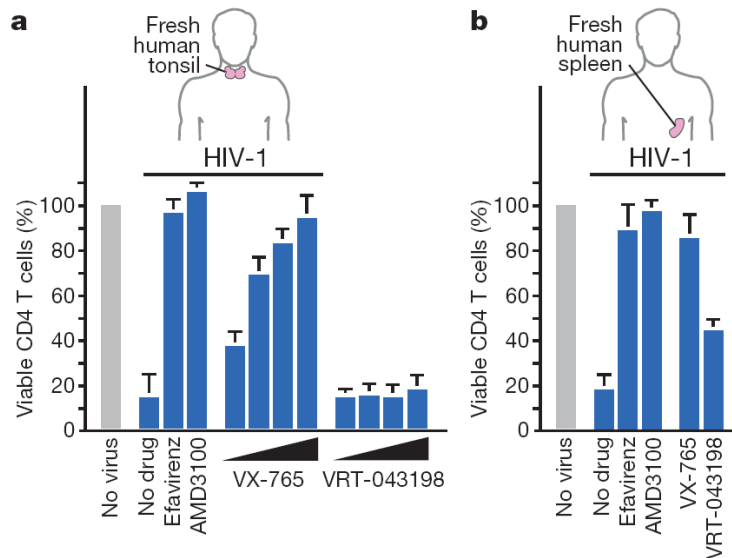 a
Fresh
human
tonsil
HIV-1
Viable CD4 T cells (%)
100
80
60
40
20
0
No virus
No drug
Efavirenz
AMD3100
VX-765
VRT-043198
b
Fresh
human
spleen
HIV-1
Viable CD4 T cells (%)
100
80
60
40
20
0
No virus
No drug
Efavirenz
AMD3100
VX-765
VRT-043198